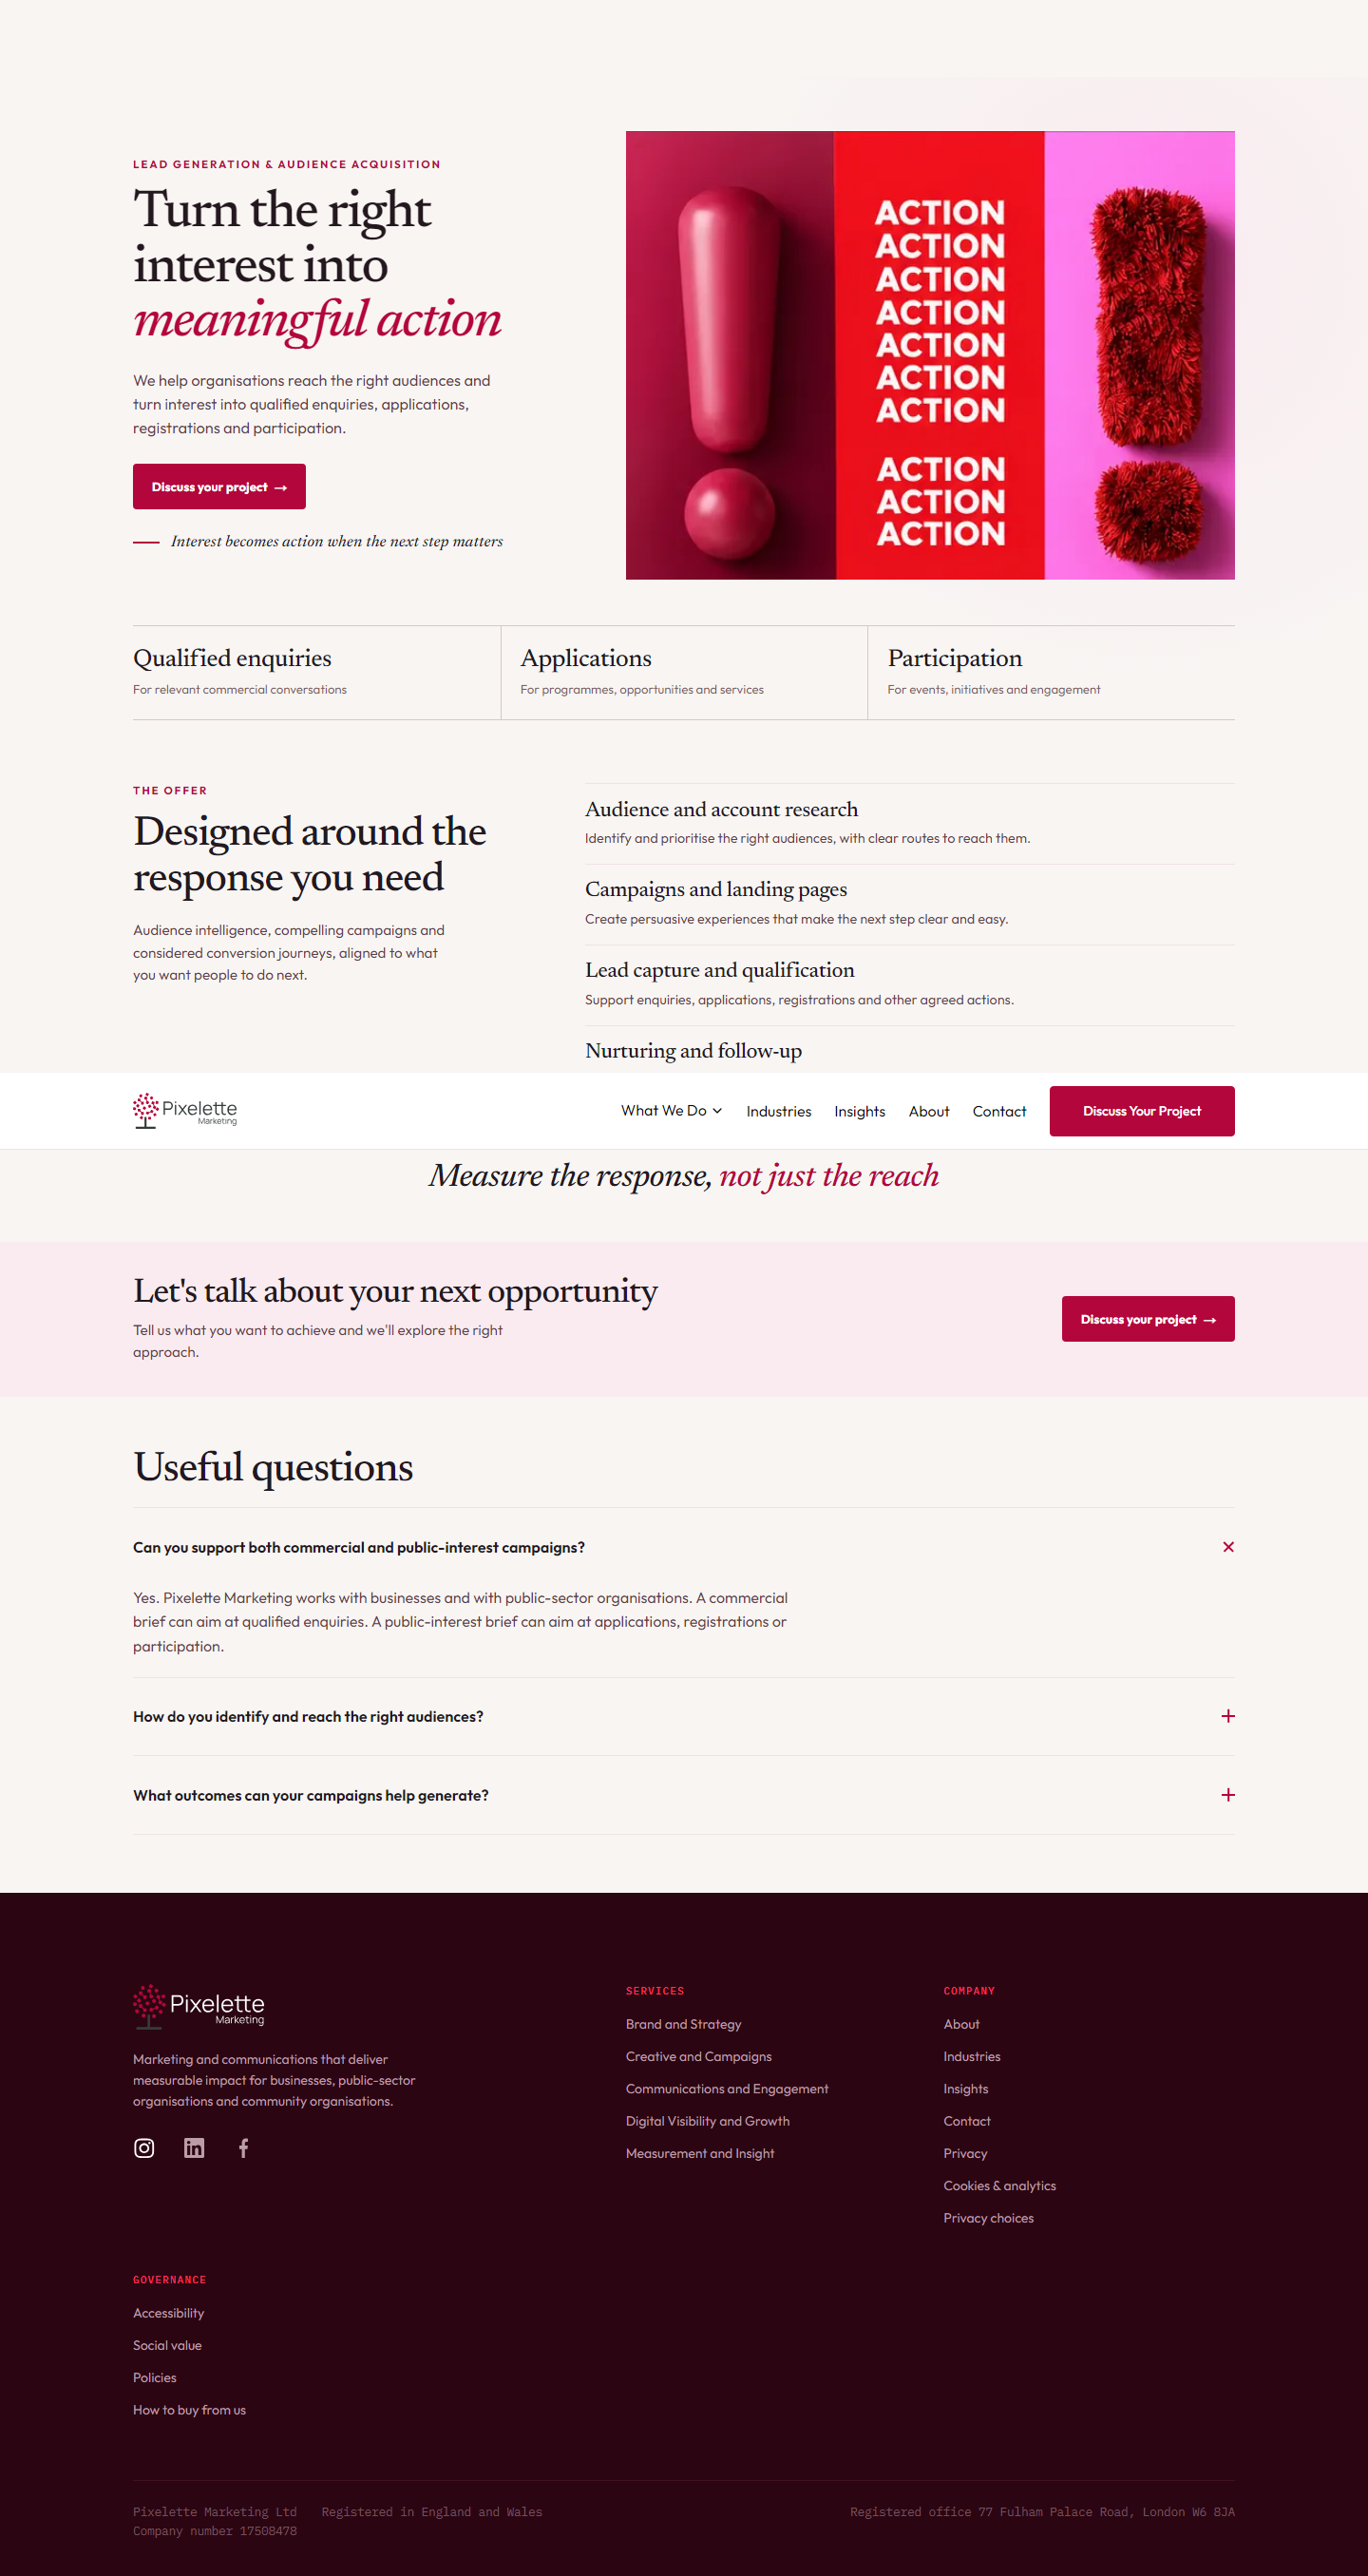 LEAD GENERATION & AUDIENCE ACQUISITION
Turn the right
interest into
meaningful action
We help organisations reach the right audiences and
turn interest into qualified enquiries, applications,
registrations and participation.
Discuss your project →
Interest becomes action when the next step matters
ACTION
ACTION
ACTION
ACTION
ACTION
ACTION
ACTION
ACTION
ACTION
ACTION
Qualified enquiries
For relevant commercial conversations
Applications
For programmes, opportunities and services
Participation
For events, initiatives and engagement
THE OFFER
Designed around the
response you need
Audience intelligence, compelling campaigns and
considered conversion journeys, aligned to what
you want people to do next.
Audience and account research
Identify and prioritise the right audiences, with clear routes to reach them.
Campaigns and landing pages
Create persuasive experiences that make the next step clear and easy.
Lead capture and qualification
Support enquiries, applications, registrations and other agreed actions.
Nurturing and follow-up
Pixelette
Marketing
What We Do
Industries
Insights
About
Contact
Discuss Your Project
Measure the response, not just the reach
Let's talk about your next opportunity
Tell us what you want to achieve and we'll explore the right
approach.
Discuss your project →
Useful questions
Can you support both commercial and public-interest campaigns?
Yes. Pixelette Marketing works with businesses and with public-sector organisations. A commercial
brief can aim at qualified enquiries. A public-interest brief can aim at applications, registrations or
participation.
How do you identify and reach the right audiences?
What outcomes can your campaigns help generate?
Pixelette
Marketing
Marketing and communications that deliver
measurable impact for businesses, public-sector
organisations and community organisations.
SERVICES
Brand and Strategy
Creative and Campaigns
Communications and Engagement
Digital Visibility and Growth
Measurement and Insight
COMPANY
About
Industries
Insights
Contact
Privacy
Cookies & analytics
Privacy choices
GOVERNANCE
Accessibility
Social value
Policies
How to buy from us
Pixelette Marketing Ltd
Registered in England and Wales
Company number 17508478
Registered office 77 Fulham Palace Road, London W6 8JA